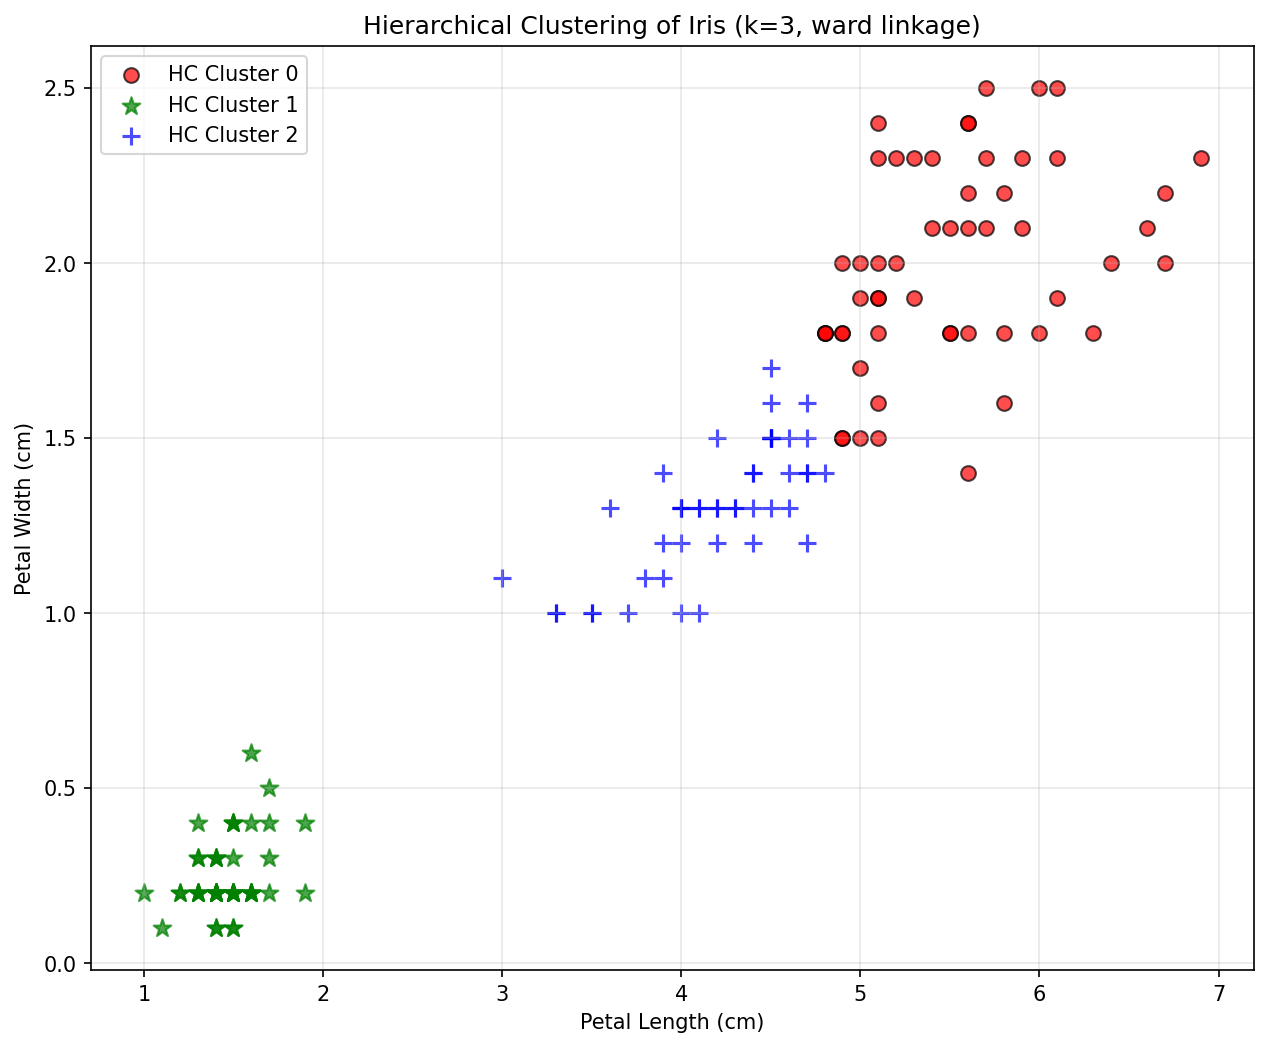 Hierarchical Clustering of Iris (k=3, ward linkage)
HC Cluster 0
HC Cluster 1
HC Cluster 2
Petal Width (cm)
2.5
2.0
1.5
1.0
0.5
0.0
1 2 3 4 5 6 7
Petal Length (cm)